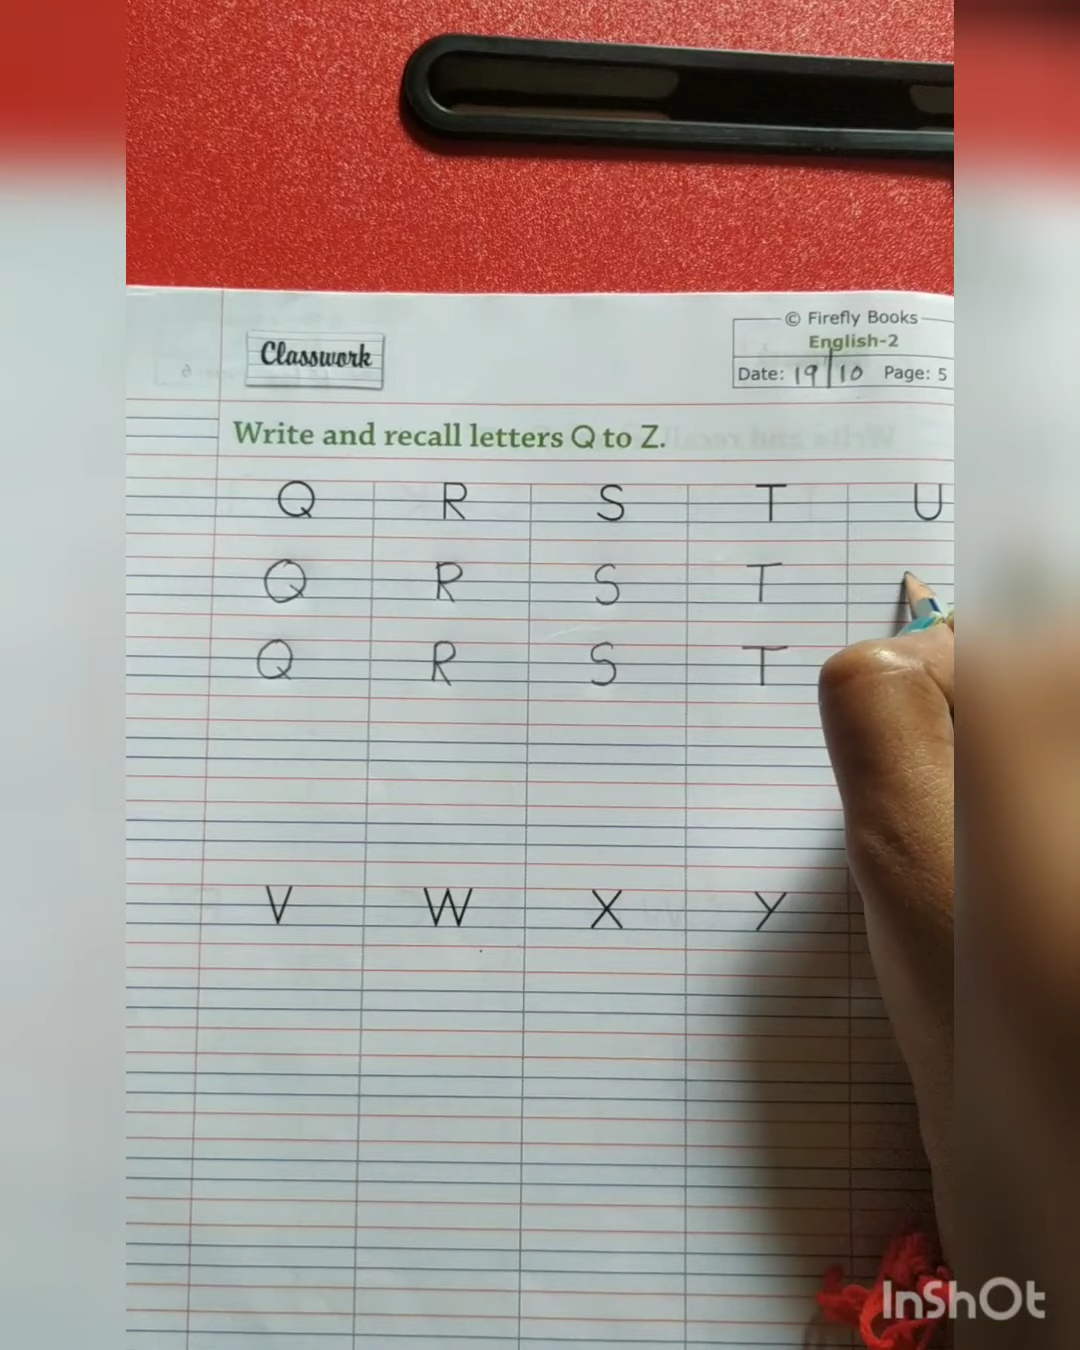 Classwork
© Firefly Books
English-2
Date: 19/10 Page: 5
Write and recall letters Q to Z.
Q R S T U
Q R S T
Q R S T
V W X Y
InShOt